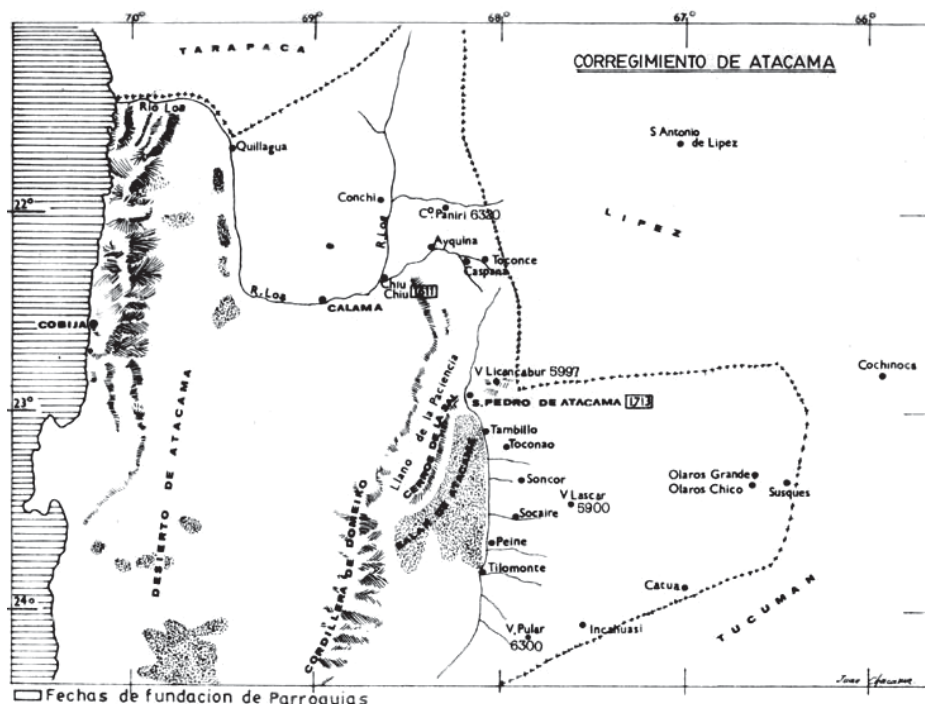 70°
69°
68°
67°
66°
TARAPACA
CORREGIMIENTO DE ATACAMA
Río Loa
Quillagua
S Antonio
de Lipez
Conchi
22°
Cº Paniri 6330
LIPEZ
R. Loa
Ayquina
Toconce
Caspana
Chiu
Chiu 1611
R. Loa
CALAMA
COBIJA
V Licancabur 5997
Cochinoca
23°
S. PEDRO DE ATACAMA 1713
Llano de la Paciencia
CERROS DE LA SAL
SALAR DE ATACAMA
Tambillo
Toconao
DESIERTO DE ATACAMA
Soncor
Olaros Grande
Olaros Chico
Susques
V Lascar
5900
Socaire
CORDILLERA DE DOMEIKO
Peine
Tilomonte
Catua
24°
TUCUMAN
V. Pular
6300
Incahuasi
Fechas de fundacion de Parroquias